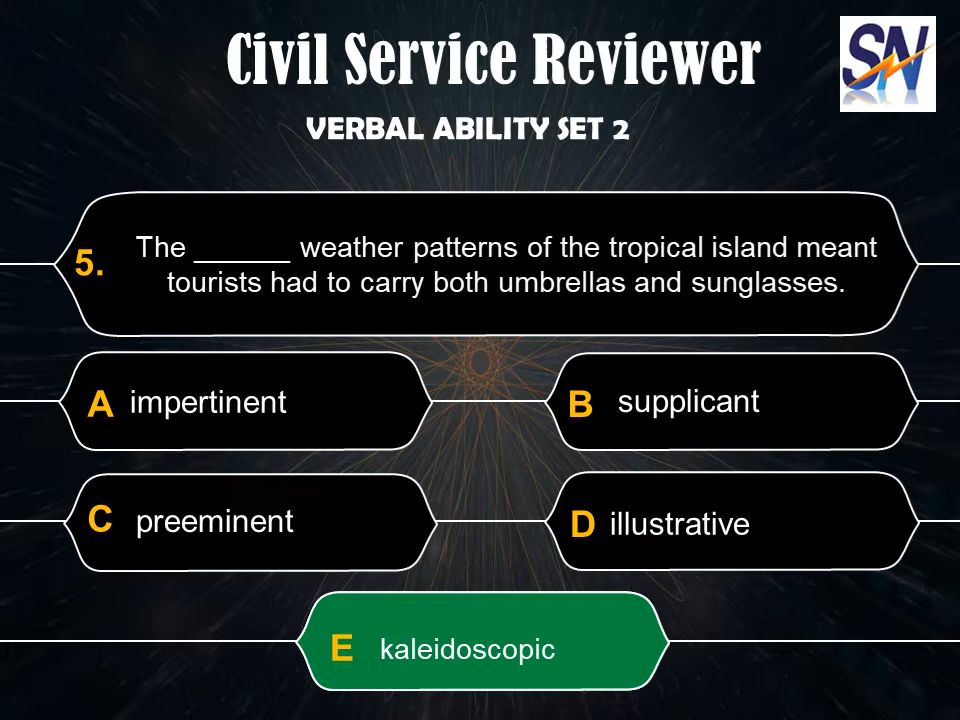 Civil Service Reviewer
SN
VERBAL ABILITY SET 2
5. The ______ weather patterns of the tropical island meant
tourists had to carry both umbrellas and sunglasses.
A impertinent
B supplicant
C preeminent
D illustrative
E kaleidoscopic